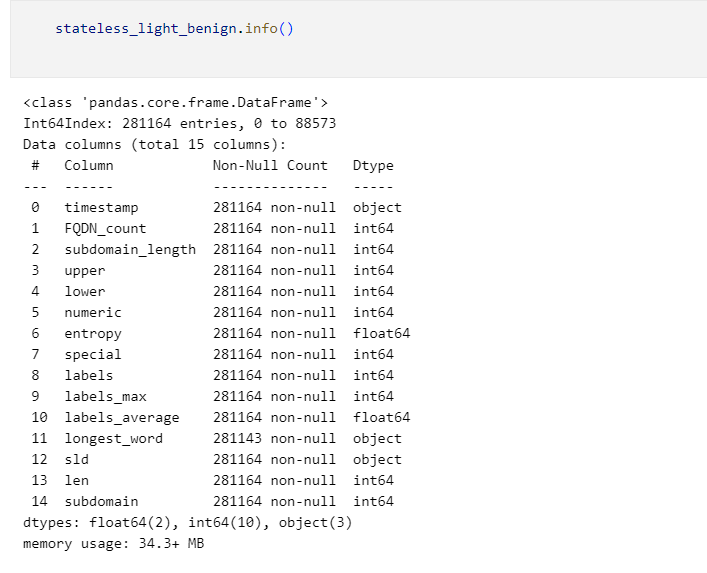 stateless_light_benign.info()
<class 'pandas.core.frame.DataFrame'>
Int64Index: 281164 entries, 0 to 88573
Data columns (total 15 columns):
 #   Column            Non-Null Count   Dtype
---  ------            --------------   -----
 0   timestamp         281164 non-null  object
 1   FQDN_count        281164 non-null  int64
 2   subdomain_length  281164 non-null  int64
 3   upper             281164 non-null  int64
 4   lower             281164 non-null  int64
 5   numeric           281164 non-null  int64
 6   entropy           281164 non-null  float64
 7   special           281164 non-null  int64
 8   labels            281164 non-null  int64
 9   labels_max        281164 non-null  int64
 10  labels_average    281164 non-null  float64
 11  longest_word      281143 non-null  object
 12  sld               281164 non-null  object
 13  len               281164 non-null  int64
 14  subdomain         281164 non-null  int64
dtypes: float64(2), int64(10), object(3)
memory usage: 34.3+ MB